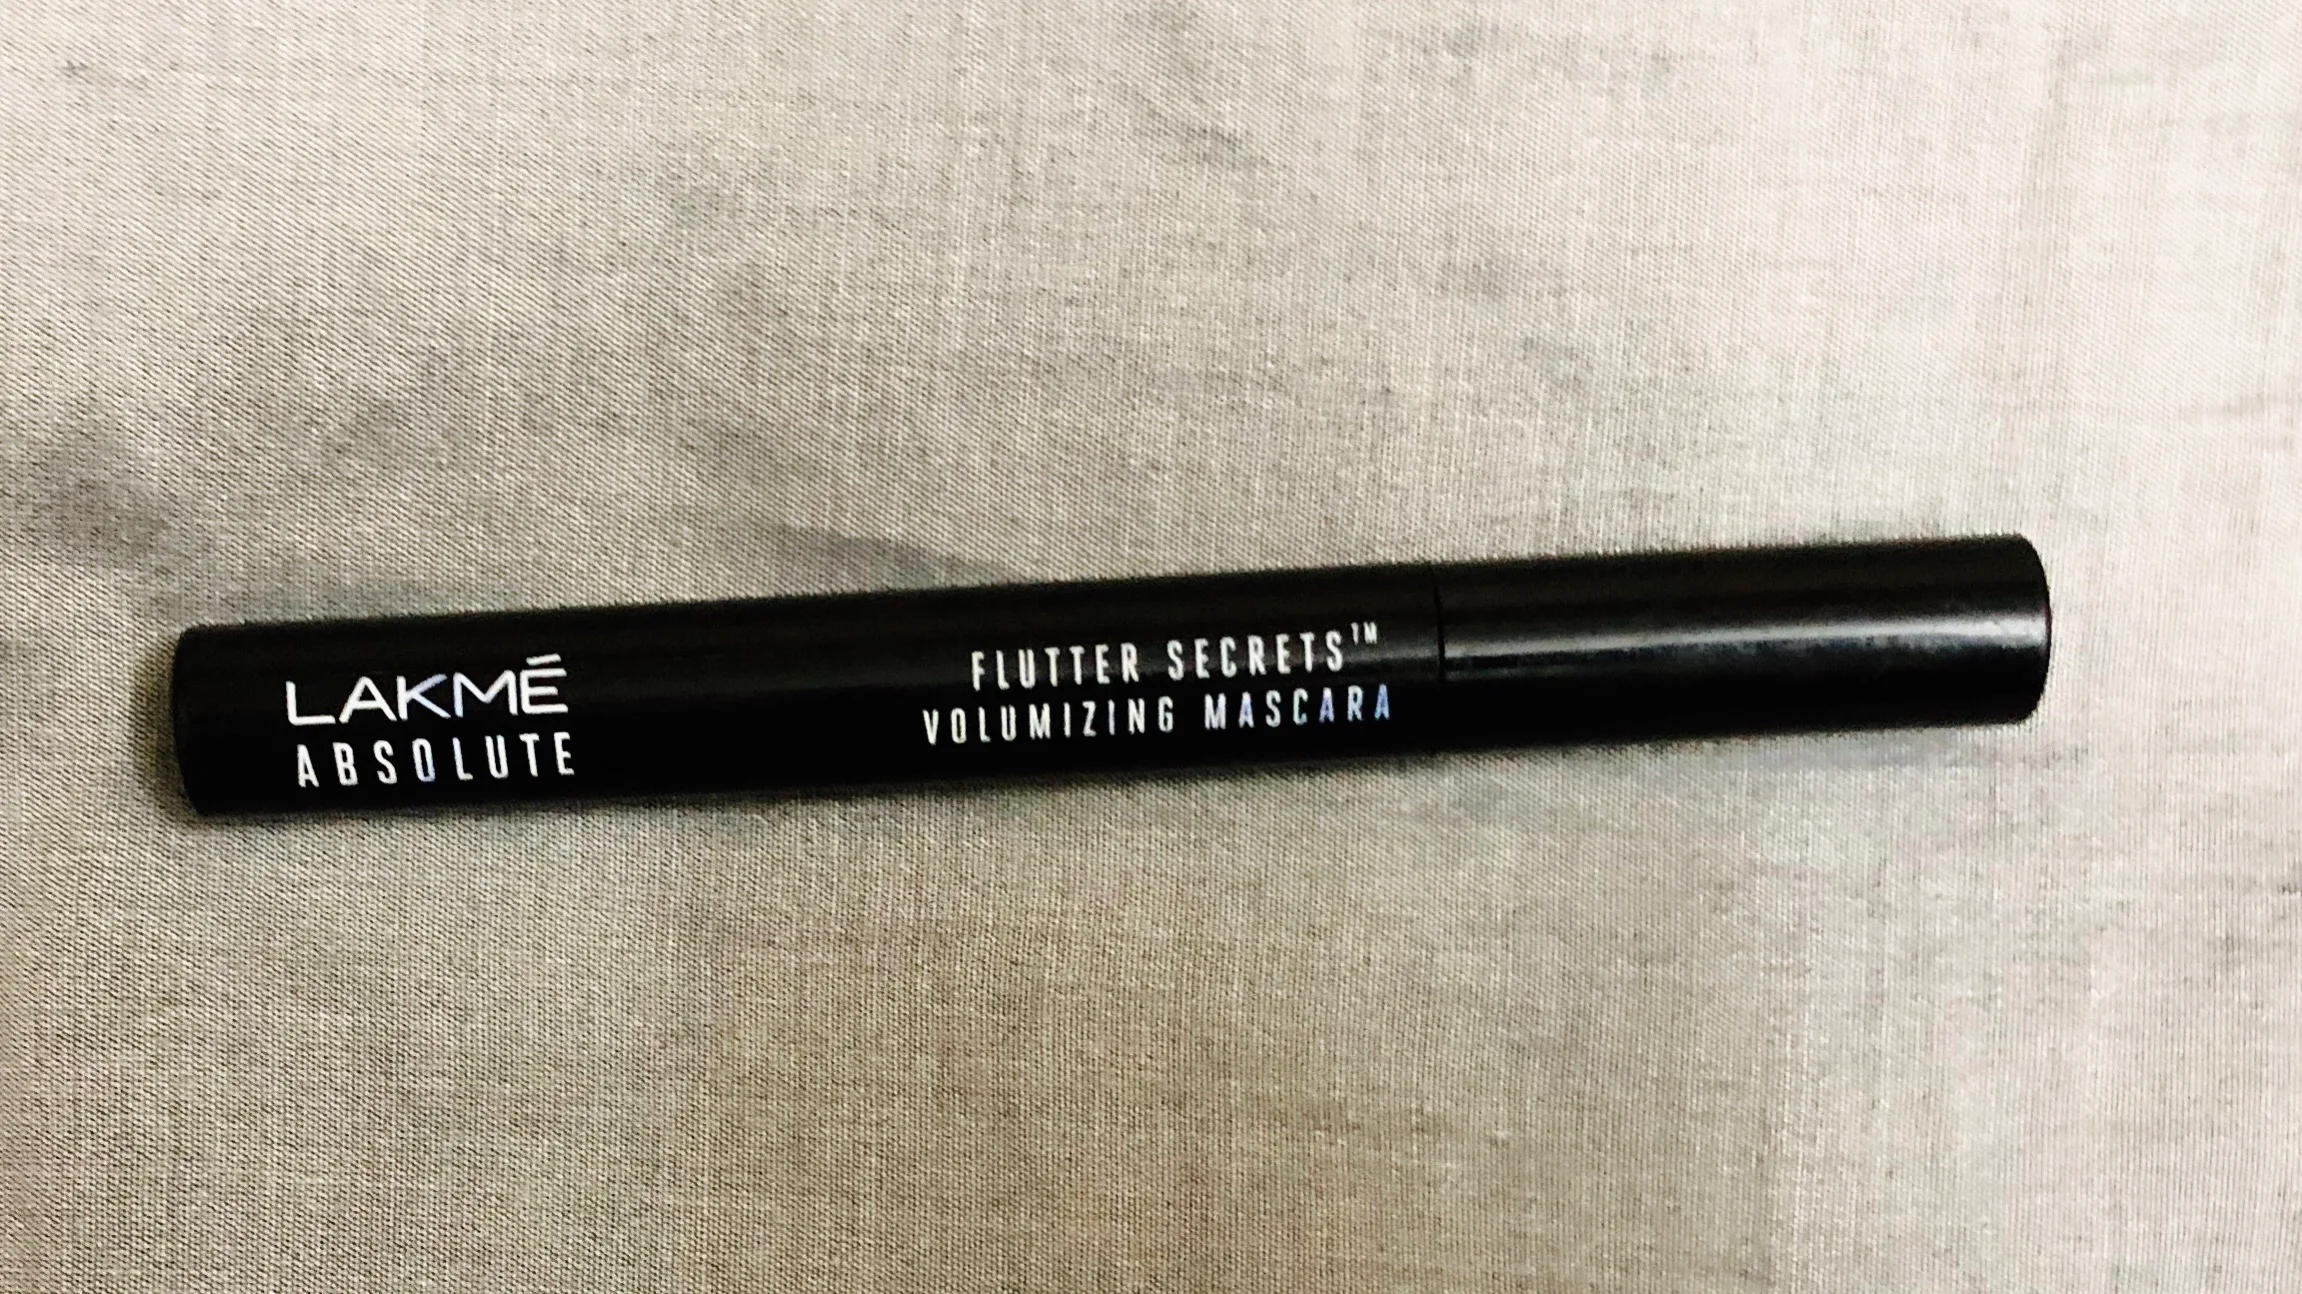 LAKMÉ
ABSOLUTE
FLUTTER SECRETS™
VOLUMIZING MASCARA